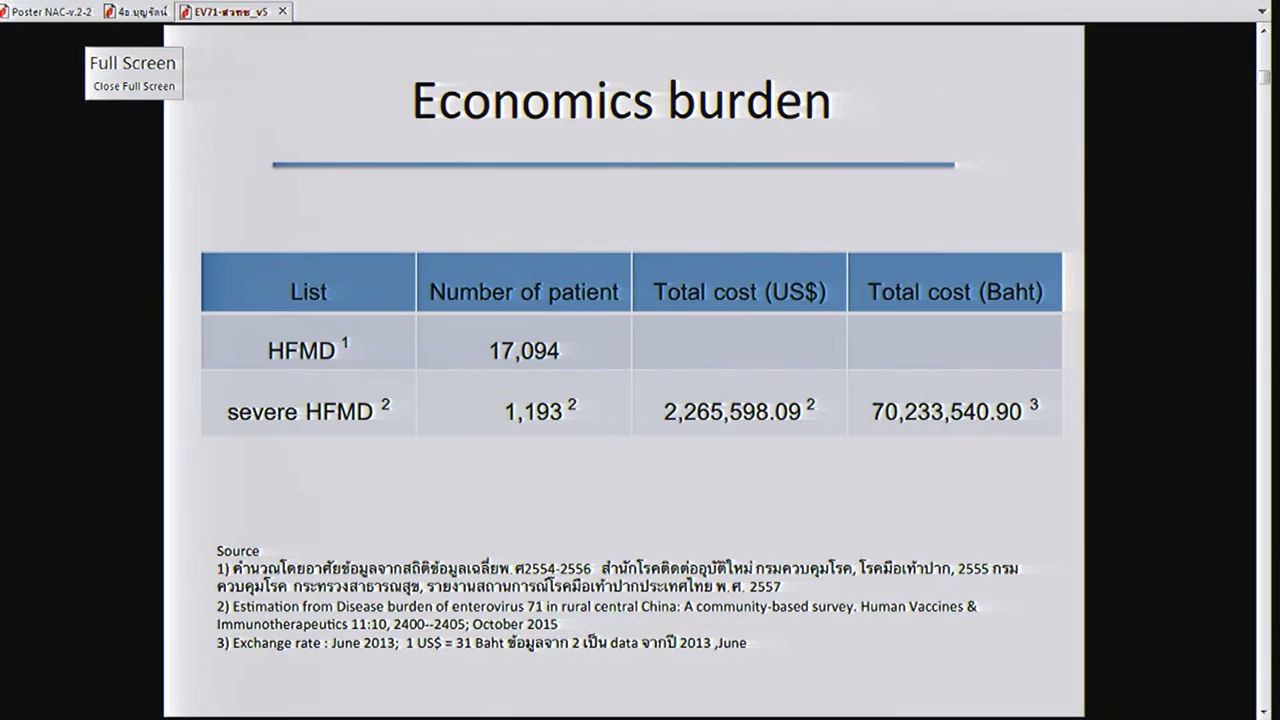 Poster NAC-v.2-2 4อ.บุญรัตน์ EV71-สวทช_v5
Full Screen
Close Full Screen
Economics burden
List Number of patient Total cost (US$) Total cost (Baht)
HFMD 1 17,094
severe HFMD 2 1,193 2 2,265,598.09 2 70,233,540.90 3
Source
1) คำนวณโดยอาศัยข้อมูลจากสถิติข้อมูลเฉลี่ยพ.ศ2554-2556 สำนักโรคติดต่ออุบัติใหม่ กรมควบคุมโรค, โรคมือเท้าปาก, 2555 กรม
ควบคุมโรค กระทรวงสาธารณสุข, รายงานสถานการณ์โรคมือเท้าปากประเทศไทย พ.ศ. 2557
2) Estimation from Disease burden of enterovirus 71 in rural central China: A community-based survey. Human Vaccines &
Immunotherapeutics 11:10, 2400--2405; October 2015
3) Exchange rate : June 2013; 1 US$ = 31 Baht ข้อมูลจาก 2 เป็น data จากปี 2013 ,June